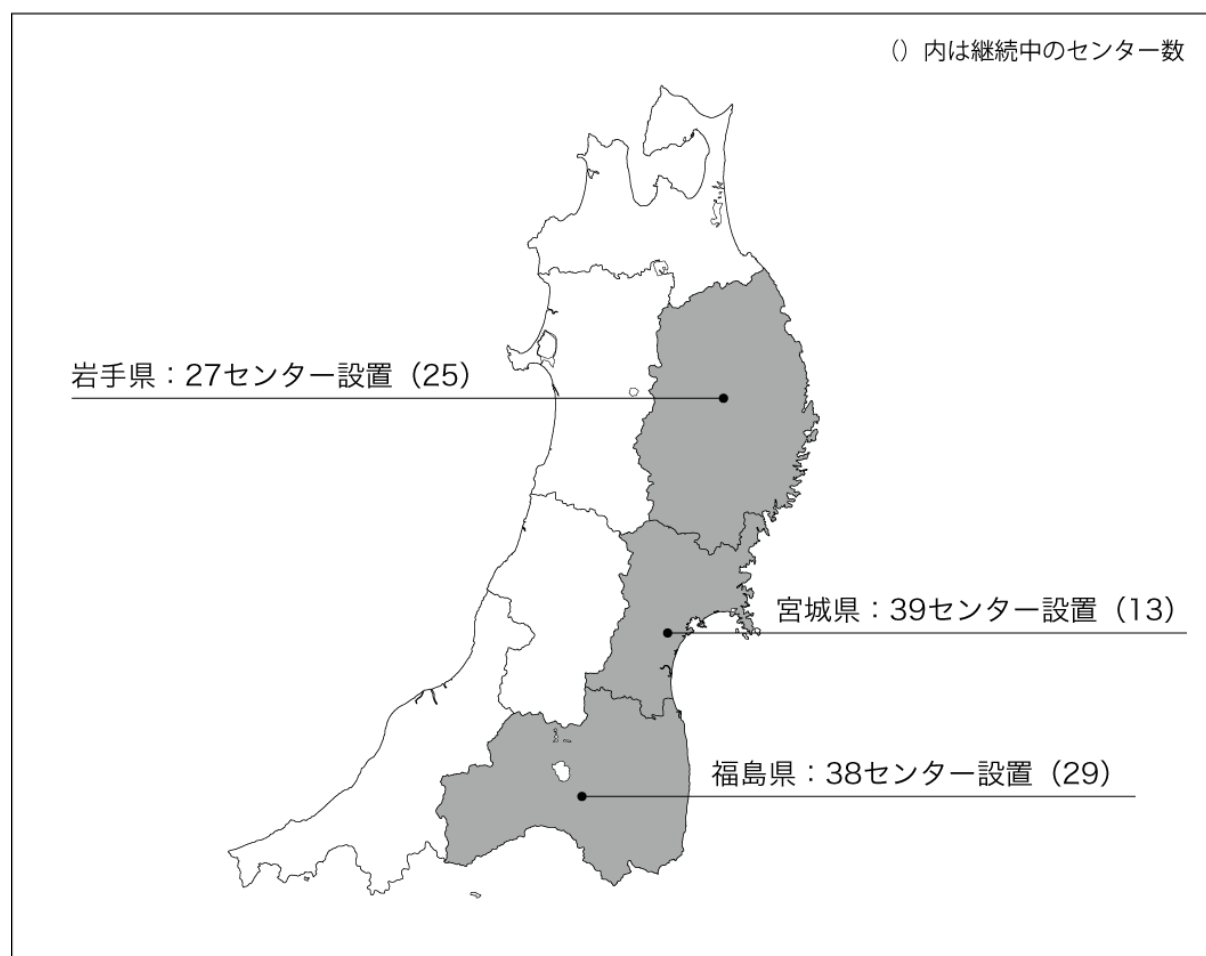 （）内は継続中のセンター数
岩手県：27センター設置（25）
宮城県：39センター設置（13）
福島県：38センター設置（29）